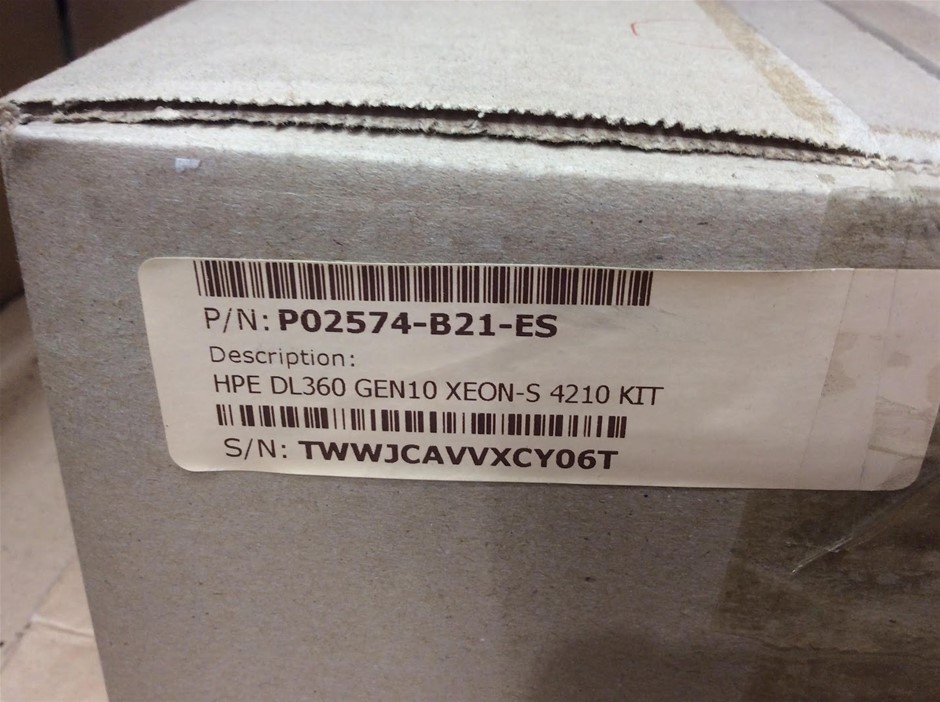 P/N: P02574-B21-ES
Description:
HPE DL360 GEN10 XEON-S 4210 KIT
S/N: TWWJCAVVXCY06T